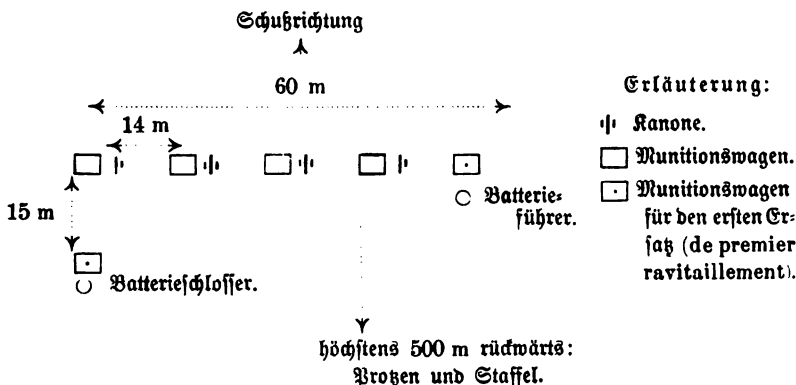 Schußrichtung
60 m
14 m
15 m
Batterie=
führer.
Batterieschlosser.
höchstens 500 m rückwärts:
Protzen und Staffel.
Erläuterung:
Kanone.
Munitionswagen.
Munitionswagen
für den ersten Er=
satz (de premier
ravitaillement).